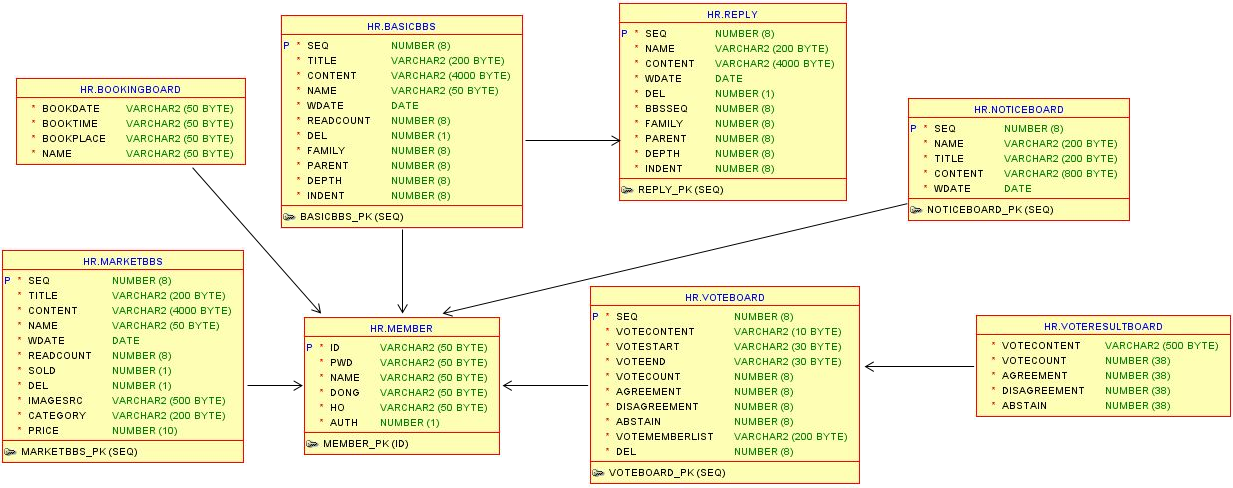 HR.BOOKINGBOARD
* BOOKDATE VARCHAR2 (50 BYTE)
* BOOKTIME VARCHAR2 (50 BYTE)
* BOOKPLACE VARCHAR2 (50 BYTE)
* NAME VARCHAR2 (50 BYTE)
HR.BASICBBS
P * SEQ NUMBER (8)
* TITLE VARCHAR2 (200 BYTE)
* CONTENT VARCHAR2 (4000 BYTE)
* NAME VARCHAR2 (50 BYTE)
* WDATE DATE
* READCOUNT NUMBER (8)
* DEL NUMBER (1)
* FAMILY NUMBER (8)
* PARENT NUMBER (8)
* DEPTH NUMBER (8)
* INDENT NUMBER (8)
BASICBBS_PK (SEQ)
HR.REPLY
P * SEQ NUMBER (8)
* NAME VARCHAR2 (200 BYTE)
* CONTENT VARCHAR2 (4000 BYTE)
* WDATE DATE
* DEL NUMBER (1)
* BBSSEQ NUMBER (8)
* FAMILY NUMBER (8)
* PARENT NUMBER (8)
* DEPTH NUMBER (8)
* INDENT NUMBER (8)
REPLY_PK (SEQ)
HR.NOTICEBOARD
P * SEQ NUMBER (8)
* NAME VARCHAR2 (200 BYTE)
* TITLE VARCHAR2 (200 BYTE)
* CONTENT VARCHAR2 (800 BYTE)
* WDATE DATE
NOTICEBOARD_PK (SEQ)
HR.MARKETBBS
P * SEQ NUMBER (8)
* TITLE VARCHAR2 (200 BYTE)
* CONTENT VARCHAR2 (4000 BYTE)
* NAME VARCHAR2 (50 BYTE)
* WDATE DATE
* READCOUNT NUMBER (8)
* SOLD NUMBER (1)
* DEL NUMBER (1)
* IMAGESRC VARCHAR2 (500 BYTE)
* CATEGORY VARCHAR2 (200 BYTE)
* PRICE NUMBER (10)
MARKETBBS_PK (SEQ)
HR.MEMBER
P * ID VARCHAR2 (50 BYTE)
* PWD VARCHAR2 (50 BYTE)
* NAME VARCHAR2 (50 BYTE)
* DONG VARCHAR2 (50 BYTE)
* HO VARCHAR2 (50 BYTE)
* AUTH NUMBER (1)
MEMBER_PK (ID)
HR.VOTEBOARD
P * SEQ NUMBER (8)
* VOTECONTENT VARCHAR2 (10 BYTE)
* VOTESTART VARCHAR2 (30 BYTE)
* VOTEEND VARCHAR2 (30 BYTE)
* VOTECOUNT NUMBER (8)
* AGREEMENT NUMBER (8)
* DISAGREEMENT NUMBER (8)
* ABSTAIN NUMBER (8)
* VOTEMEMBERLIST VARCHAR2 (200 BYTE)
* DEL NUMBER (8)
VOTEBOARD_PK (SEQ)
HR.VOTERESULTBOARD
* VOTECONTENT VARCHAR2 (500 BYTE)
* VOTECOUNT NUMBER (38)
* AGREEMENT NUMBER (38)
* DISAGREEMENT NUMBER (38)
* ABSTAIN NUMBER (38)